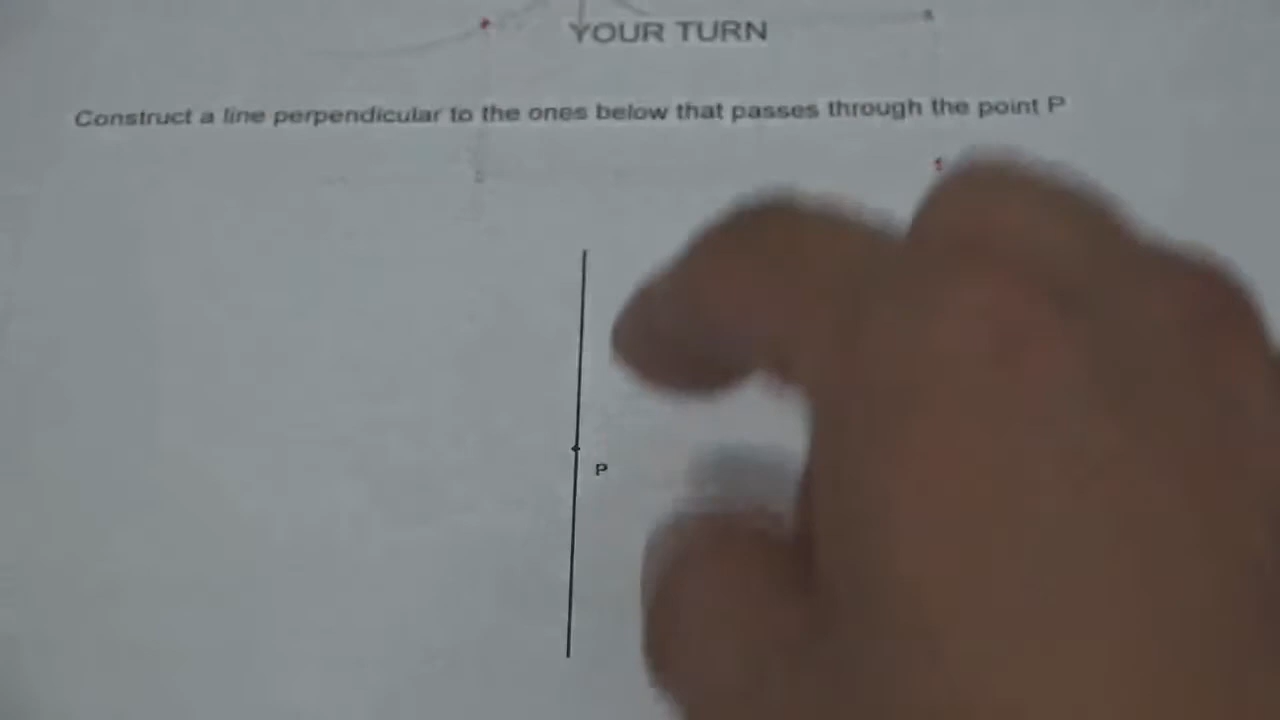 YOUR TURN
Construct a line perpendicular to the ones below that passes through the point P
P